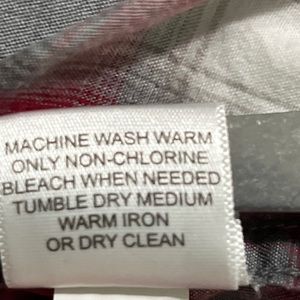 MACHINE WASH WARM
ONLY NON-CHLORINE
BLEACH WHEN NEEDED
TUMBLE DRY MEDIUM
WARM IRON
OR DRY CLEAN